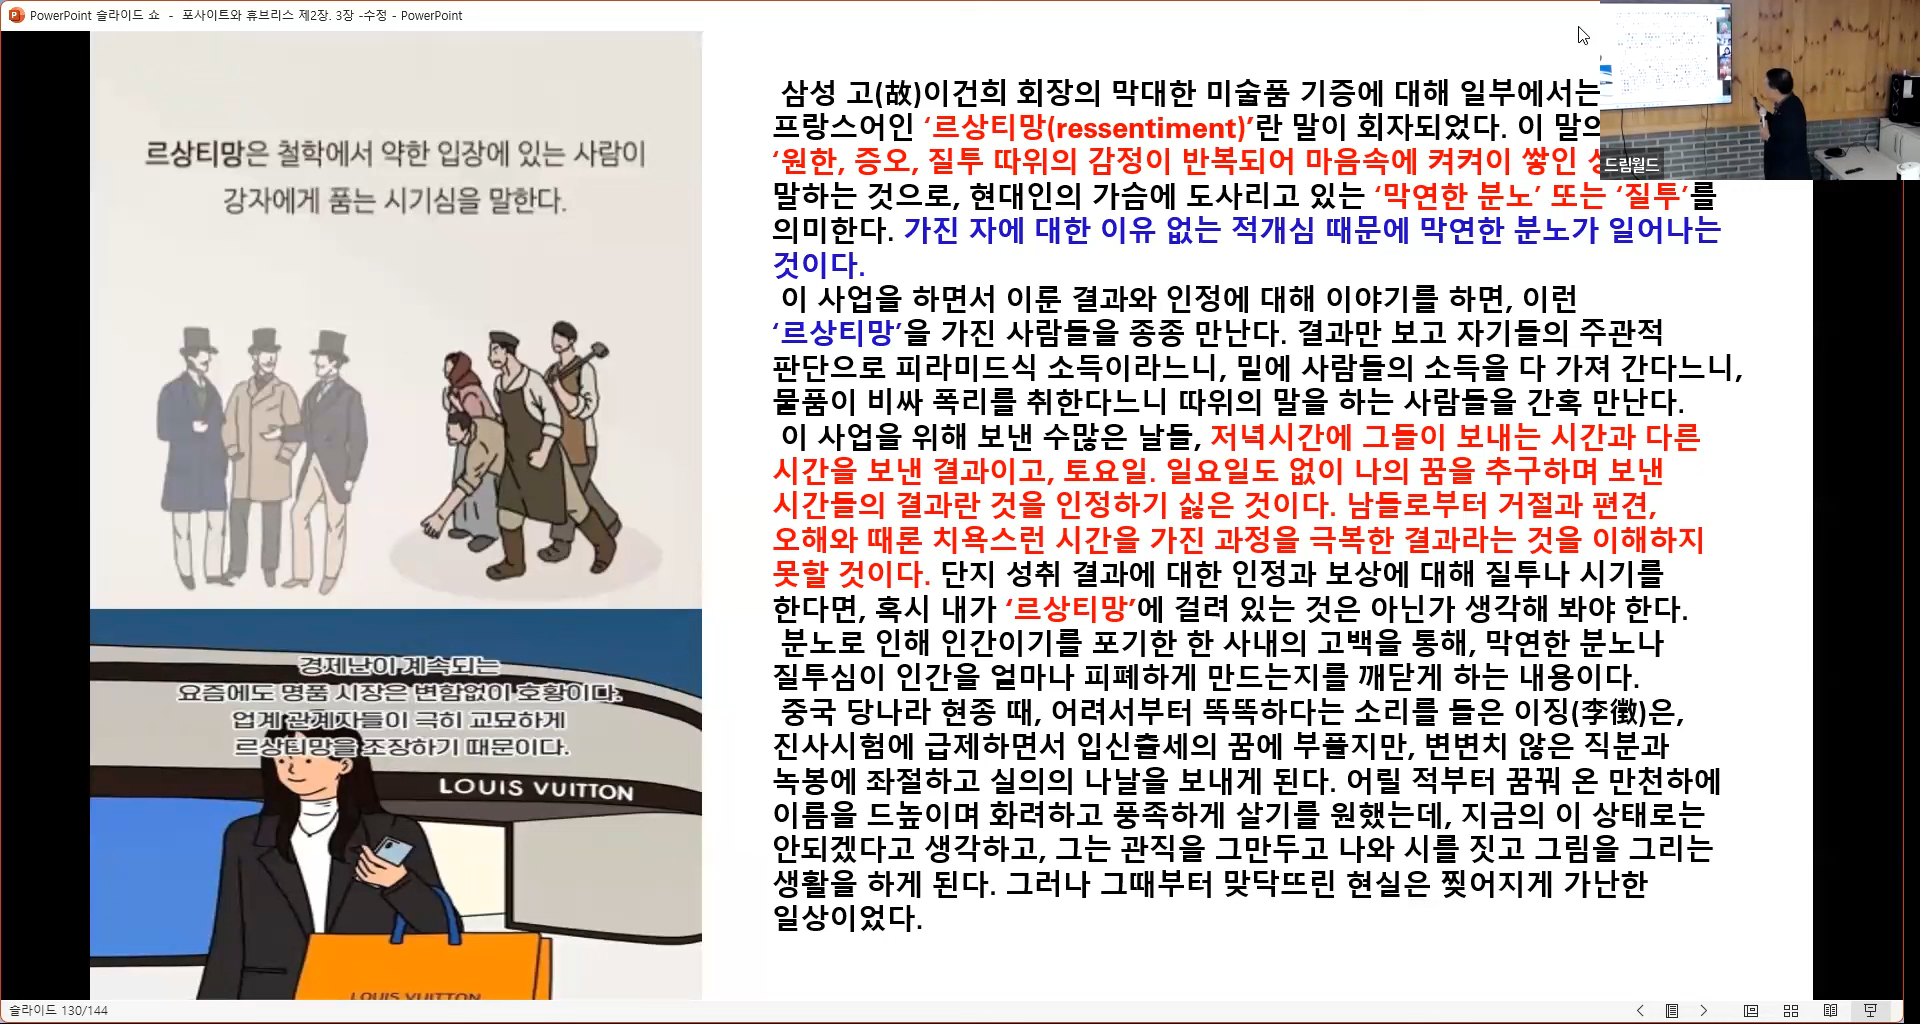 PowerPoint 슬라이드 쇼 - 포사이트와 휴브리스 제2장. 3장 -수정 - PowerPoint
르상티망은 철학에서 약한 입장에 있는 사람이
강자에게 품는 시기심을 말한다.
경제난이 계속되는
요즘에도 명품 시장은 변함없이 호황이다.
업계 관계자들이 극히 교묘하게
르상티망을 조장하기 때문이다.
LOUIS VUITTON
LOUIS VUITTON
삼성 고(故)이건희 회장의 막대한 미술품 기증에 대해 일부에서는
프랑스어인 ‘르상티망(ressentiment)’란 말이 회자되었다. 이 말으
‘원한, 증오, 질투 따위의 감정이 반복되어 마음속에 켜켜이 쌓인
말하는 것으로, 현대인의 가슴에 도사리고 있는 ‘막연한 분노’ 또는 ‘질투’를
의미한다. 가진 자에 대한 이유 없는 적개심 때문에 막연한 분노가 일어나는
것이다.
이 사업을 하면서 이룬 결과와 인정에 대해 이야기를 하면, 이런
‘르상티망’을 가진 사람들을 종종 만난다. 결과만 보고 자기들의 주관적
판단으로 피라미드식 소득이라느니, 밑에 사람들의 소득을 다 가져 간다느니,
물품이 비싸 폭리를 취한다느니 따위의 말을 하는 사람들을 간혹 만난다.
이 사업을 위해 보낸 수많은 날들, 저녁시간에 그들이 보내는 시간과 다른
시간을 보낸 결과이고, 토요일. 일요일도 없이 나의 꿈을 추구하며 보낸
시간들의 결과란 것을 인정하기 싫은 것이다. 남들로부터 거절과 편견,
오해와 때론 치욕스런 시간을 가진 과정을 극복한 결과라는 것을 이해하지
못할 것이다. 단지 성취 결과에 대한 인정과 보상에 대해 질투나 시기를
한다면, 혹시 내가 ‘르상티망’에 걸려 있는 것은 아닌가 생각해 봐야 한다.
분노로 인해 인간이기를 포기한 한 사내의 고백을 통해, 막연한 분노나
질투심이 인간을 얼마나 피폐하게 만드는지를 깨닫게 하는 내용이다.
중국 당나라 현종 때, 어려서부터 똑똑하다는 소리를 들은 이징(李徵)은,
진사시험에 급제하면서 입신출세의 꿈에 부풀지만, 변변치 않은 직분과
녹봉에 좌절하고 실의의 나날을 보내게 된다. 어릴 적부터 꿈꿔 온 만천하에
이름을 드높이며 화려하고 풍족하게 살기를 원했는데, 지금의 이 상태로는
안되겠다고 생각하고, 그는 관직을 그만두고 나와 시를 짓고 그림을 그리는
생활을 하게 된다. 그러나 그때부터 맞닥뜨린 현실은 찢어지게 가난한
일상이었다.
드림월드
슬라이드 130/144